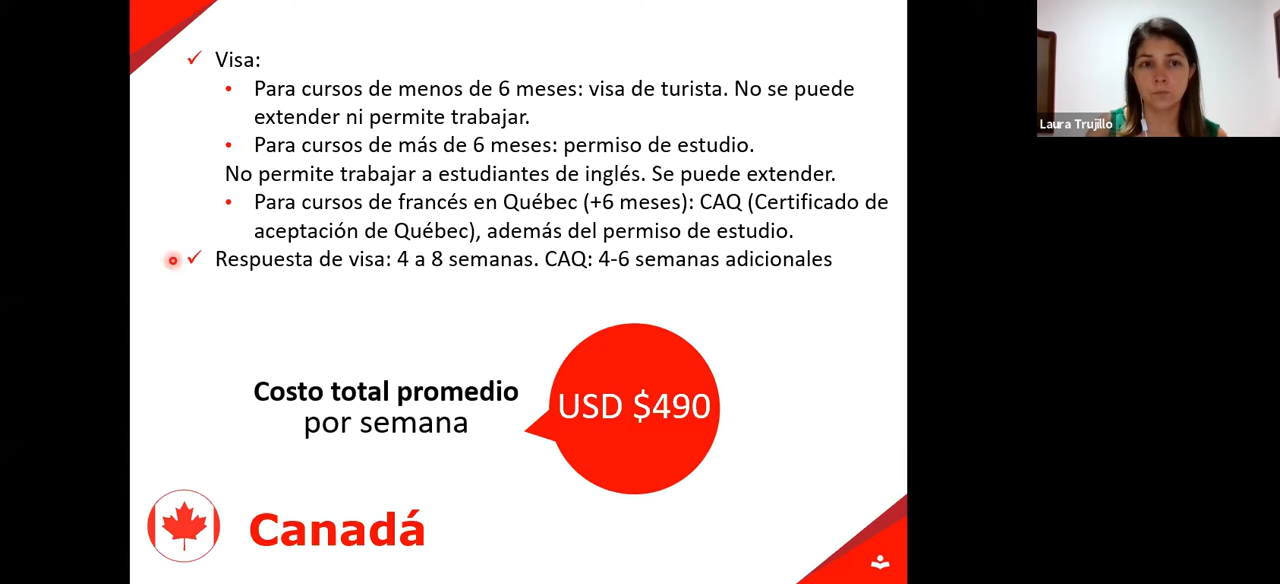 Visa:
Para cursos de menos de 6 meses: visa de turista. No se puede
extender ni permite trabajar.
Para cursos de más de 6 meses: permiso de estudio.
No permite trabajar a estudiantes de inglés. Se puede extender.
Para cursos de francés en Québec (+6 meses): CAQ (Certificado de
aceptación de Québec), además del permiso de estudio.
Respuesta de visa: 4 a 8 semanas. CAQ: 4-6 semanas adicionales
Costo total promedio
por semana
USD $490
Canadá
Laura Trujillo